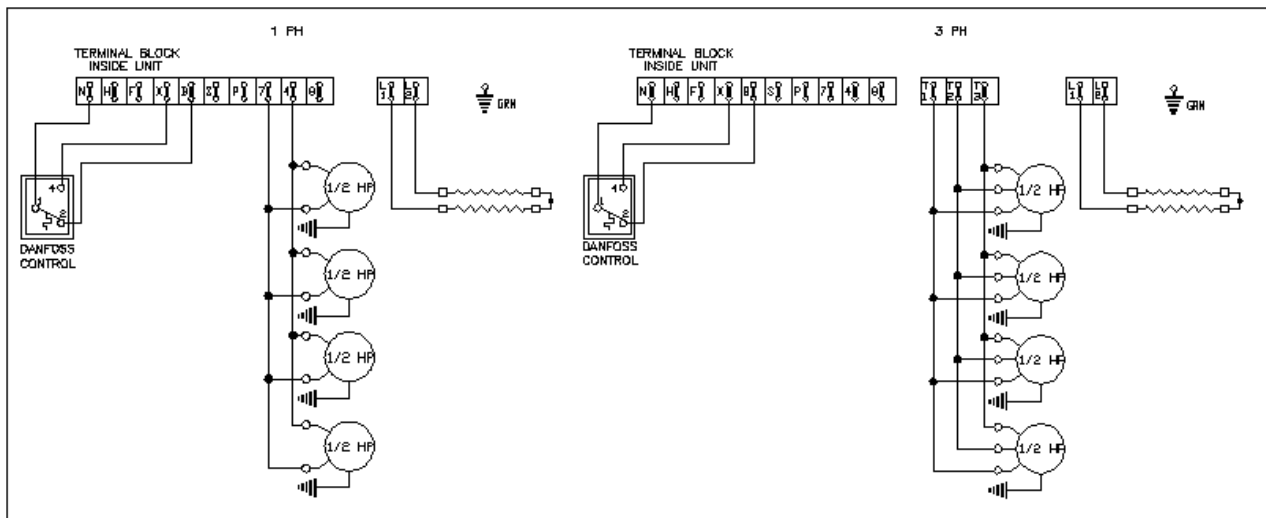 1 PH
TERMINAL BLOCK
INSIDE UNIT
N H F X B S P 7 4 0
L1 L2
GRN
4
1
2
DANFOSS
CONTROL
1/2 HP
1/2 HP
1/2 HP
1/2 HP
3 PH
TERMINAL BLOCK
INSIDE UNIT
N H F X B S P 7 4 0
T1 T2 T3
L1 L2
GRN
4
1
2
DANFOSS
CONTROL
1/2 HP
1/2 HP
1/2 HP
1/2 HP